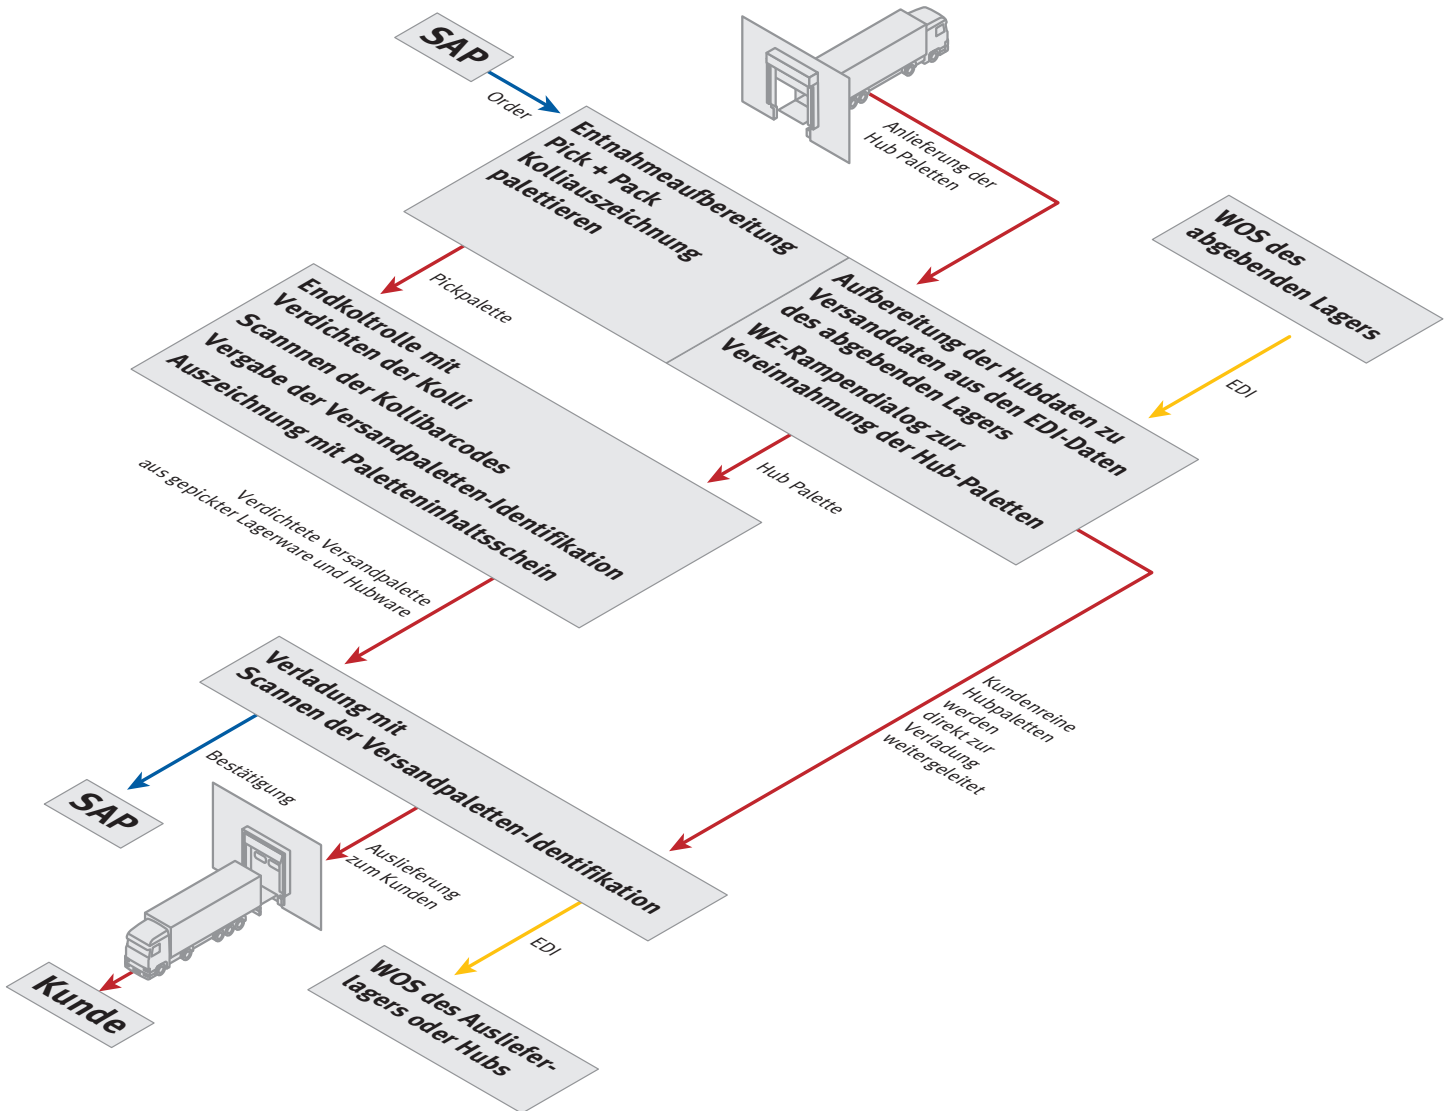 SAP
Order
Anlieferung der
Hub Paletten
Entnahmeaufbereitung
Pick + Pack
Kolliauszeichnung
palettieren
WOS des
abgebenden Lagers
EDI
Aufbereitung der Hubdaten zu
Versanddaten aus den EDI-Daten
des abgebenden Lagers
WE-Rampendialog zur
Vereinnahmung der Hub-Paletten
Pickpalette
Endkoltrolle mit
Verdichten der Kolli
Scannnen der Kollibarcodes
Vergabe der Versandpaletten-Identifikation
Auszeichnung mit Paletteninhaltsschein
Hub Palette
Verdichtete Versandpalette
aus gepickter Lagerware und Hubware
Kundenreine
Hubpaletten
werden
direkt zur
Verladung
weitergeleitet
Verladung mit
Scannen der Versandpaletten-Identifikation
Bestätigung
SAP
Auslieferung
zum Kunden
EDI
Kunde
WOS des Ausliefer-
lagers oder Hubs